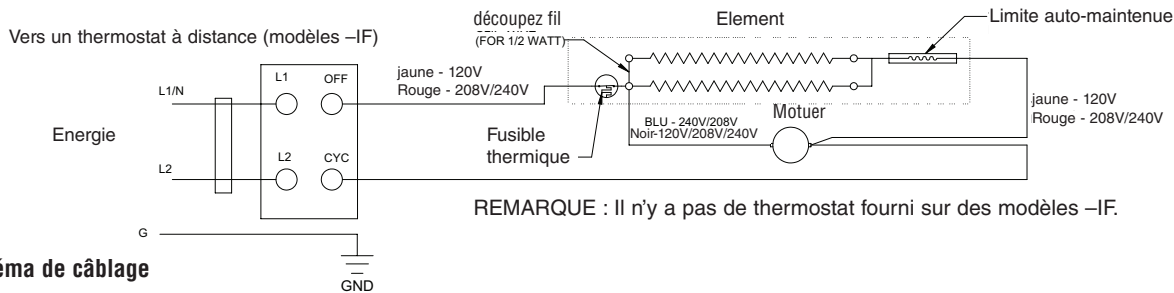 découpez fil
(FOR 1/2 WATT)
Element
Limite auto-maintenue
Vers un thermostat à distance (modèles –IF)
L1
OFF
jaune - 120V
Rouge - 208V/240V
L1/N
Energie
Fusible
thermique
BLU - 240V/208V
Noir-120V/208V/240V
Motuer
jaune - 120V
Rouge - 208V/240V
L2
CYC
L2
REMARQUE : Il n'y a pas de thermostat fourni sur des modèles –IF.
G
éma de câblage
GND